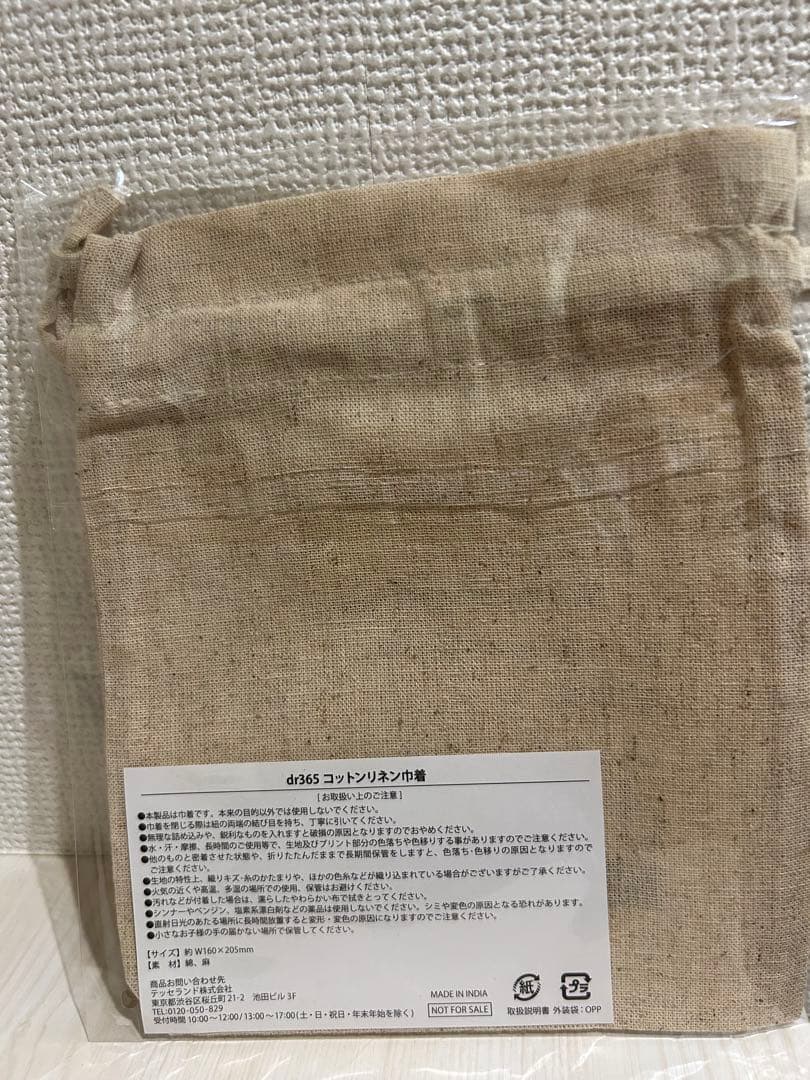 dr365 コットンリネン巾着
[お取扱い上のご注意]
●本製品は巾着です。本来の目的以外では使用しないでください。
●巾着を閉じる際は紐の両端の結び目を持ち、丁寧に引いてください。
●無理な詰め込みや、鋭利なものを入れますと破損の原因となりますのでおやめください。
●水・汗・摩擦、長時間のご使用等で、生地及びプリント部分の色落ちや色移りする事がありますのでご注意ください。
●他のものと密着させた状態や、折りたたんだままで長期間保管をしますと、色落ち・色移りの原因となりますので
ご注意ください。
●生地の特性上、織りキズ・糸のかたまりや、ほかの色糸などが織り込まれている場合がございますがご了承ください。
●火気の近くや高温、多湿の場所での使用、保管はお避けください。
●汚れなどが付着した場合は、濡らしたやわらかい布で拭きとってください。
●シンナーやベンジン、塩素系漂白剤などの薬品は使用しないでください。シミや変色の原因となる恐れがあります。
●直射日光のあたる場所に長時間放置すると変形・変色の原因になりますのでご注意ください。
●小さなお子様の手の届かない場所で保管してください。
【サイズ】約 W160×205mm
【素　材】綿、麻
商品お問い合わせ先
テッセランド株式会社
東京都渋谷区桜丘町 21-2　池田ビル 3F
TEL:0120-050-829
受付時間 10:00～12:00/13:00～17:00(土・日・祝日・年末年始を除く)
MADE IN INDIA
NOT FOR SALE
紙
取扱説明書
プラ
外装袋：OPP